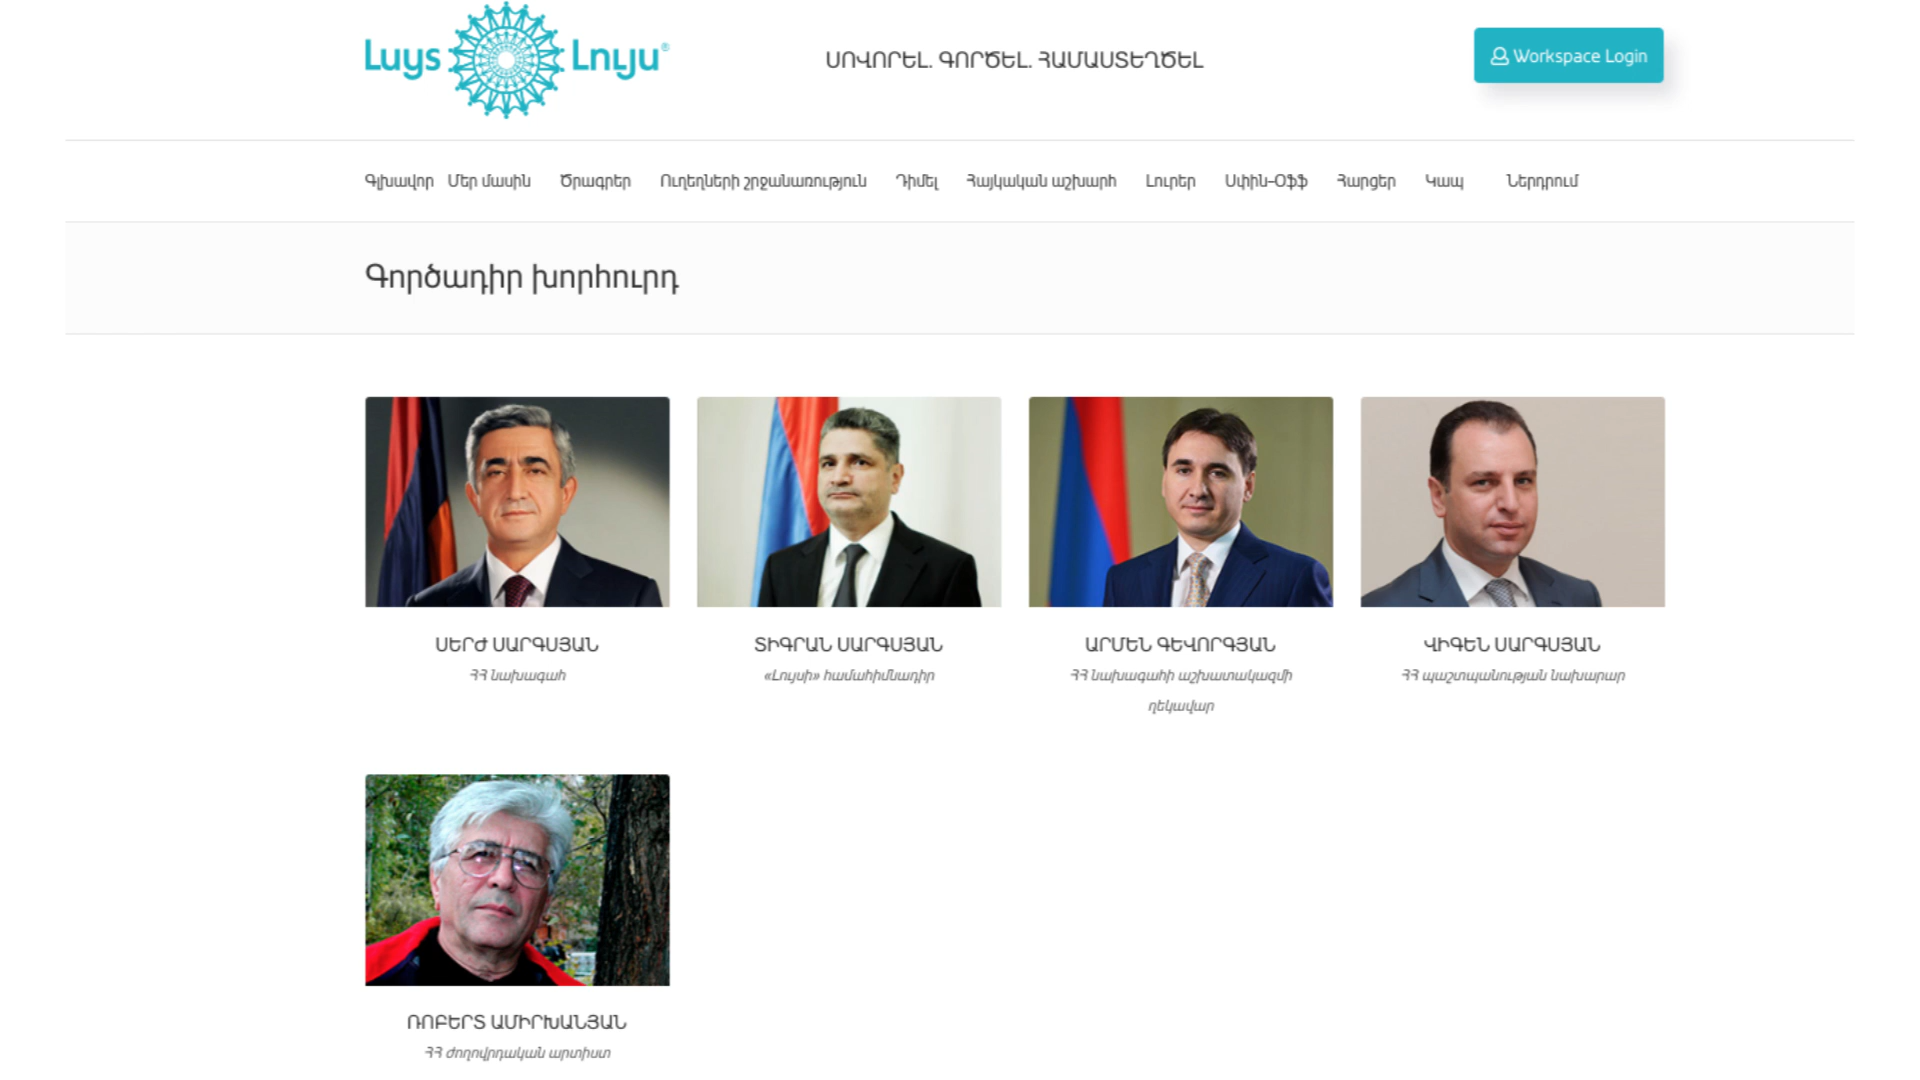 Luys Լույս®
ՍՈՎՈՐԵԼ. ԳՈՐԾԵԼ. ՀԱՄԱՍՏԵՂԾԵԼ
Workspace Login
Գլխավոր Մեր մասին Ծրագրեր Ուղեղների շրջանառություն Դիմել Հայկական աշխարհ Լուրեր Սփին-Օֆֆ Հարցեր Կապ Ներդրում
Գործադիր խորհուրդ
ՍԵՐԺ ՍԱՐԳՍՅԱՆ
ՀՀ նախագահ
ՏԻԳՐԱՆ ՍԱՐԳՍՅԱՆ
«Լույսի» համահիմնադիր
ԱՐՄԵՆ ԳԵՎՈՐԳՅԱՆ
ՀՀ նախագահի աշխատակազմի
ղեկավար
ՎԻԳԵՆ ՍԱՐԳՍՅԱՆ
ՀՀ պաշտպանության նախարար
ՌՈԲԵՐՏ ԱՄԻՐԽԱՆՅԱՆ
ՀՀ ժողովրդական արտիստ